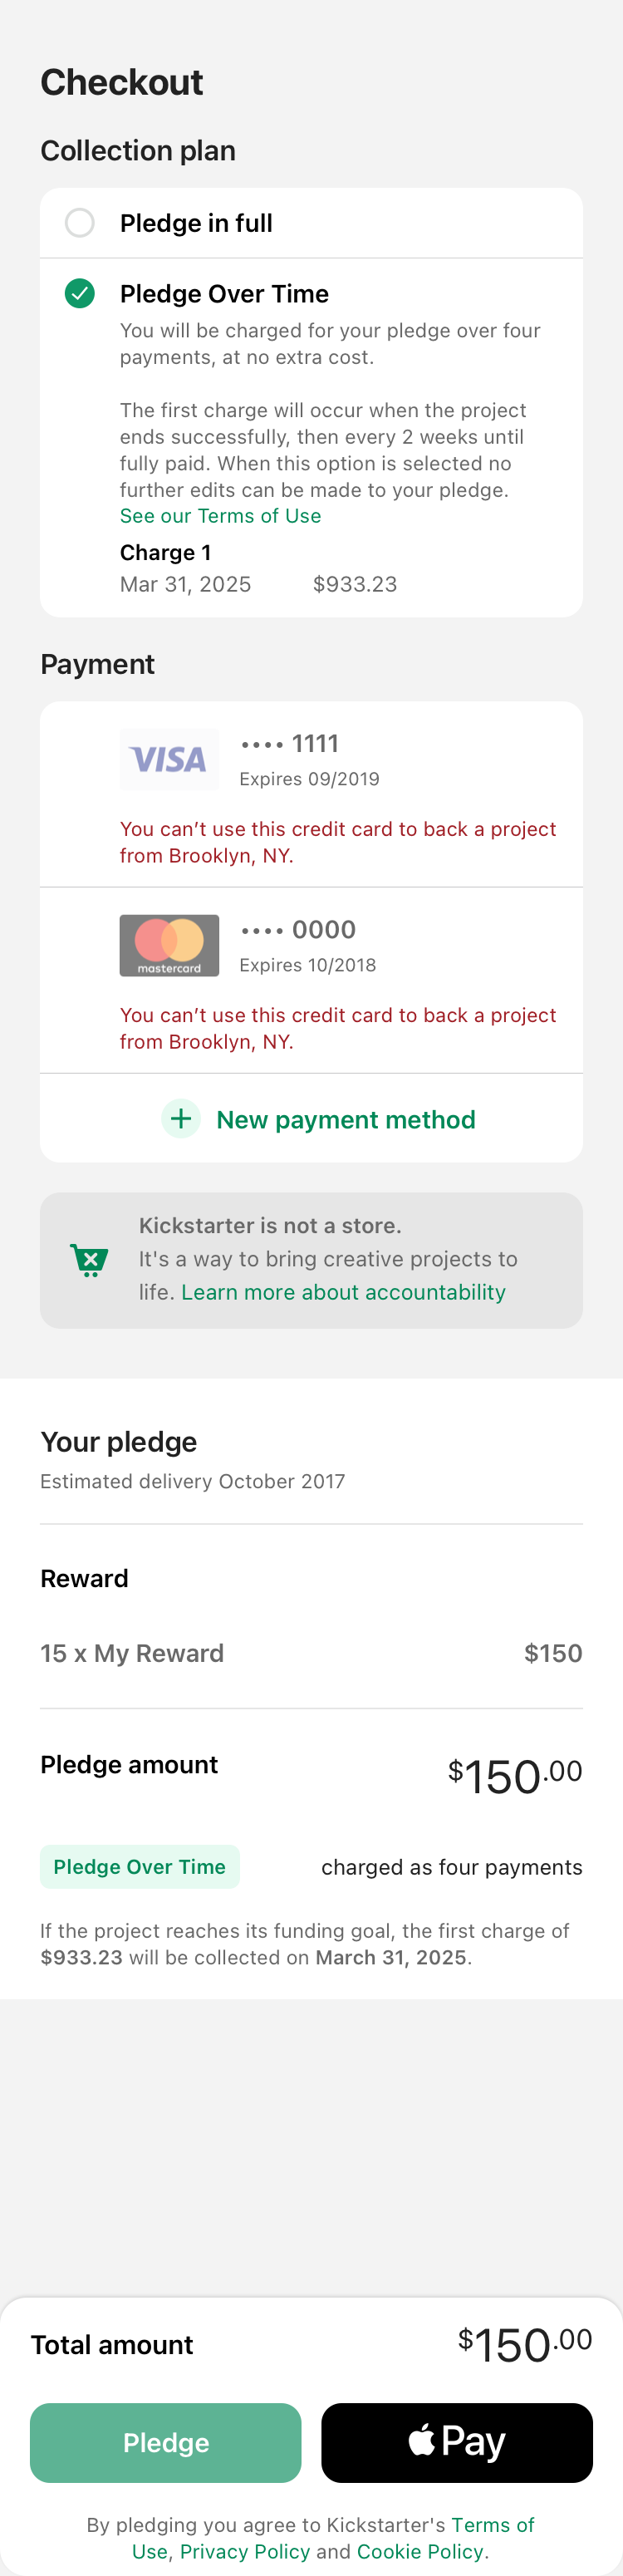 Checkout
Collection plan
Pledge in full
Pledge Over Time
You will be charged for your pledge over four
payments, at no extra cost.
The first charge will occur when the project
ends successfully, then every 2 weeks until
fully paid. When this option is selected no
further edits can be made to your pledge.
See our Terms of Use
Charge 1
Mar 31, 2025 $933.23
Payment
VISA
•••• 1111
Expires 09/2019
You can’t use this credit card to back a project
from Brooklyn, NY.
mastercard
•••• 0000
Expires 10/2018
You can’t use this credit card to back a project
from Brooklyn, NY.
New payment method
Kickstarter is not a store.
It's a way to bring creative projects to
life. Learn more about accountability
Your pledge
Estimated delivery October 2017
Reward
15 x My Reward $150
Pledge amount $150.00
Pledge Over Time charged as four payments
If the project reaches its funding goal, the first charge of
$933.23 will be collected on March 31, 2025.
Total amount $150.00
Pledge Pay
By pledging you agree to Kickstarter's Terms of
Use, Privacy Policy and Cookie Policy.